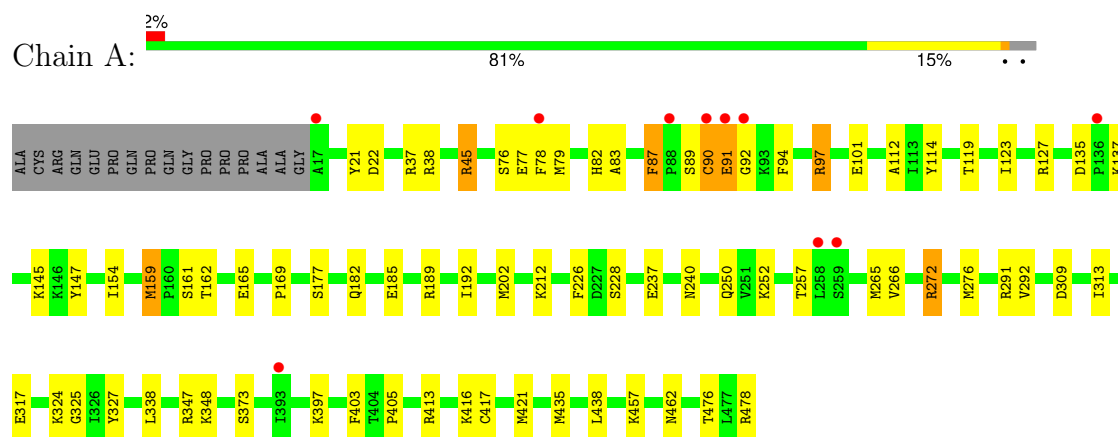 2%
Chain A:
81% 15% • •
ALA CYS ARG GLN GLU PRO GLN PRO GLN GLY PRO PRO PRO ALA ALA GLY A17 Y21 D22 R37 R38 R45 S76 E77 F78 M79 H82 A83 F87 P88 S89 C90 E91 G92 K93 F94 R97 E101 A112 I113 Y114 T119 I123 R127 D135 P136 K137
K145 K146 Y147 I154 M159 P160 S161 T162 E165 P169 S177 Q182 E185 R189 I192 M202 K212 F226 D227 S228 E237 N240 Q250 V251 K252 T257 L258 S259 M265 V266 R272 M276 R291 V292 D309 I313
E317 K324 G325 I326 Y327 L338 R347 K348 S373 I393 K397 F403 T404 P405 R413 K416 C417 M421 M435 L438 K457 N462 T476 L477 R478